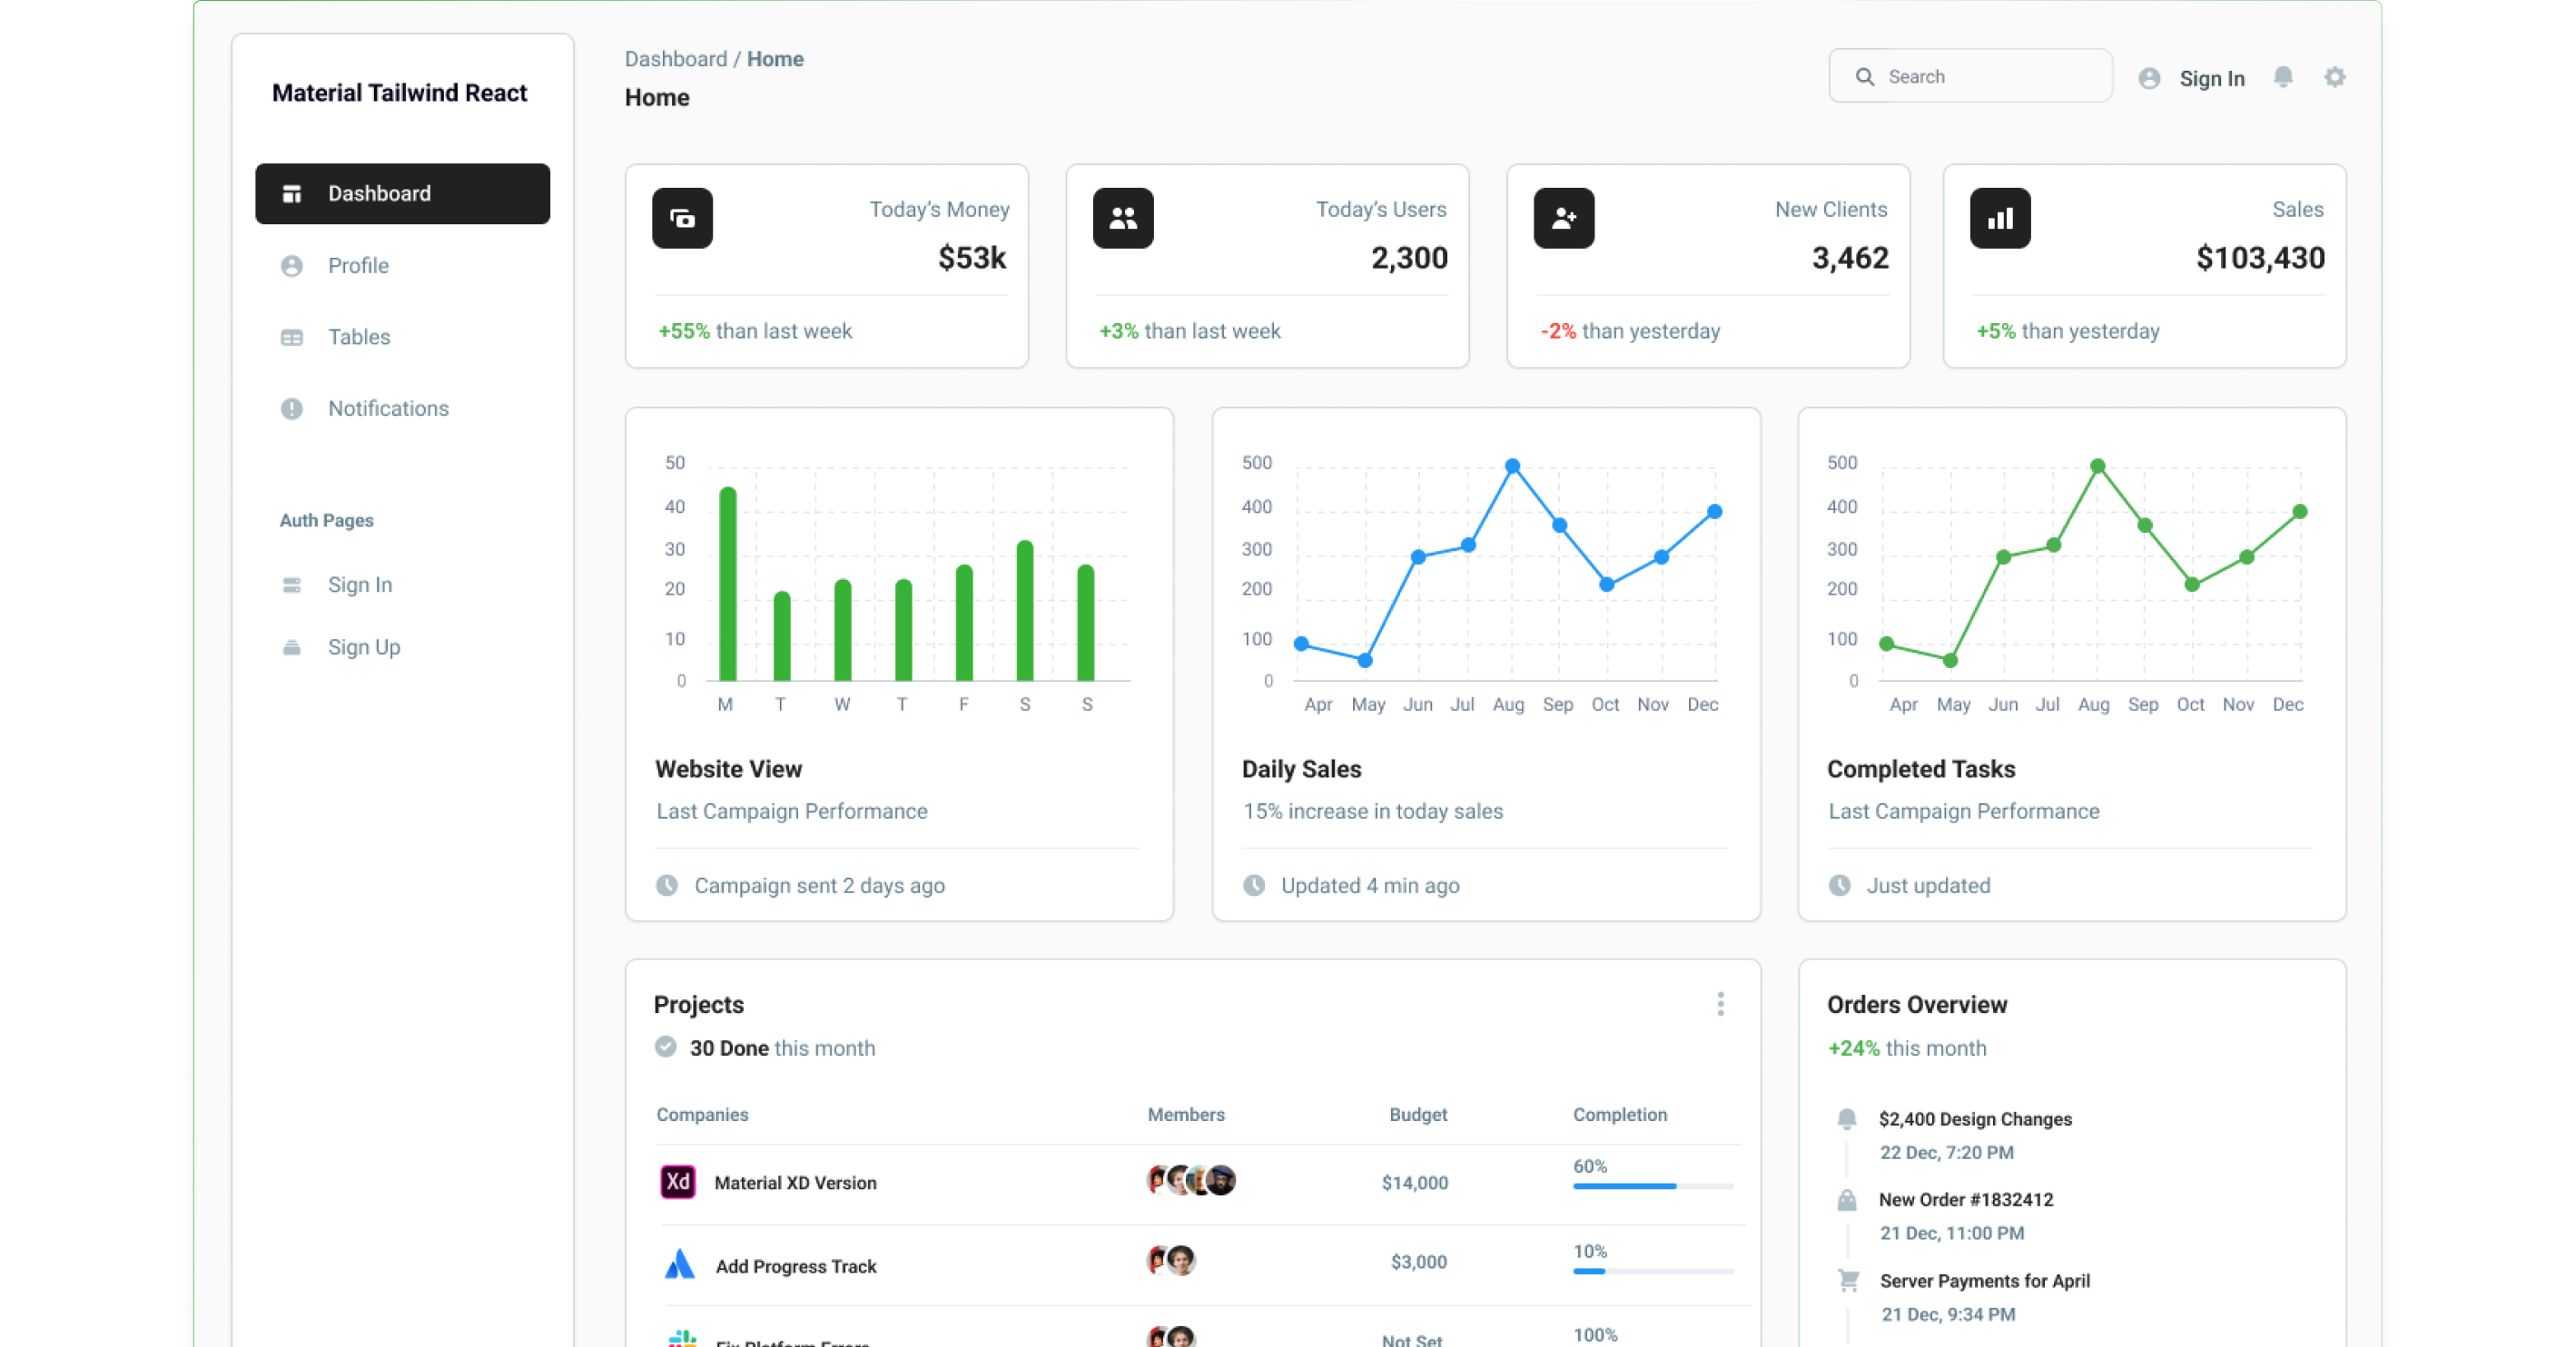 Material Tailwind React
Dashboard
Profile
Tables
Notifications
Auth Pages
Sign In
Sign Up
Dashboard / Home
Home
Search
Sign In
Today’s Money
$53k
+55% than last week
Today’s Users
2,300
+3% than last week
New Clients
3,462
-2% than yesterday
Sales
$103,430
+5% than yesterday
50
40
30
20
10
0
M T W T F S S
Website View
Last Campaign Performance
Campaign sent 2 days ago
500
400
300
200
100
0
Apr May Jun Jul Aug Sep Oct Nov Dec
Daily Sales
15% increase in today sales
Updated 4 min ago
500
400
300
200
100
0
Apr May Jun Jul Aug Sep Oct Nov Dec
Completed Tasks
Last Campaign Performance
Just updated
Projects
30 Done this month
Companies Members Budget Completion
Xd Material XD Version $14,000 60%
Add Progress Track $3,000 10%
Fix Platform Errors Not Set 100%
Orders Overview
+24% this month
$2,400 Design Changes
22 Dec, 7:20 PM
New Order #1832412
21 Dec, 11:00 PM
Server Payments for April
21 Dec, 9:34 PM